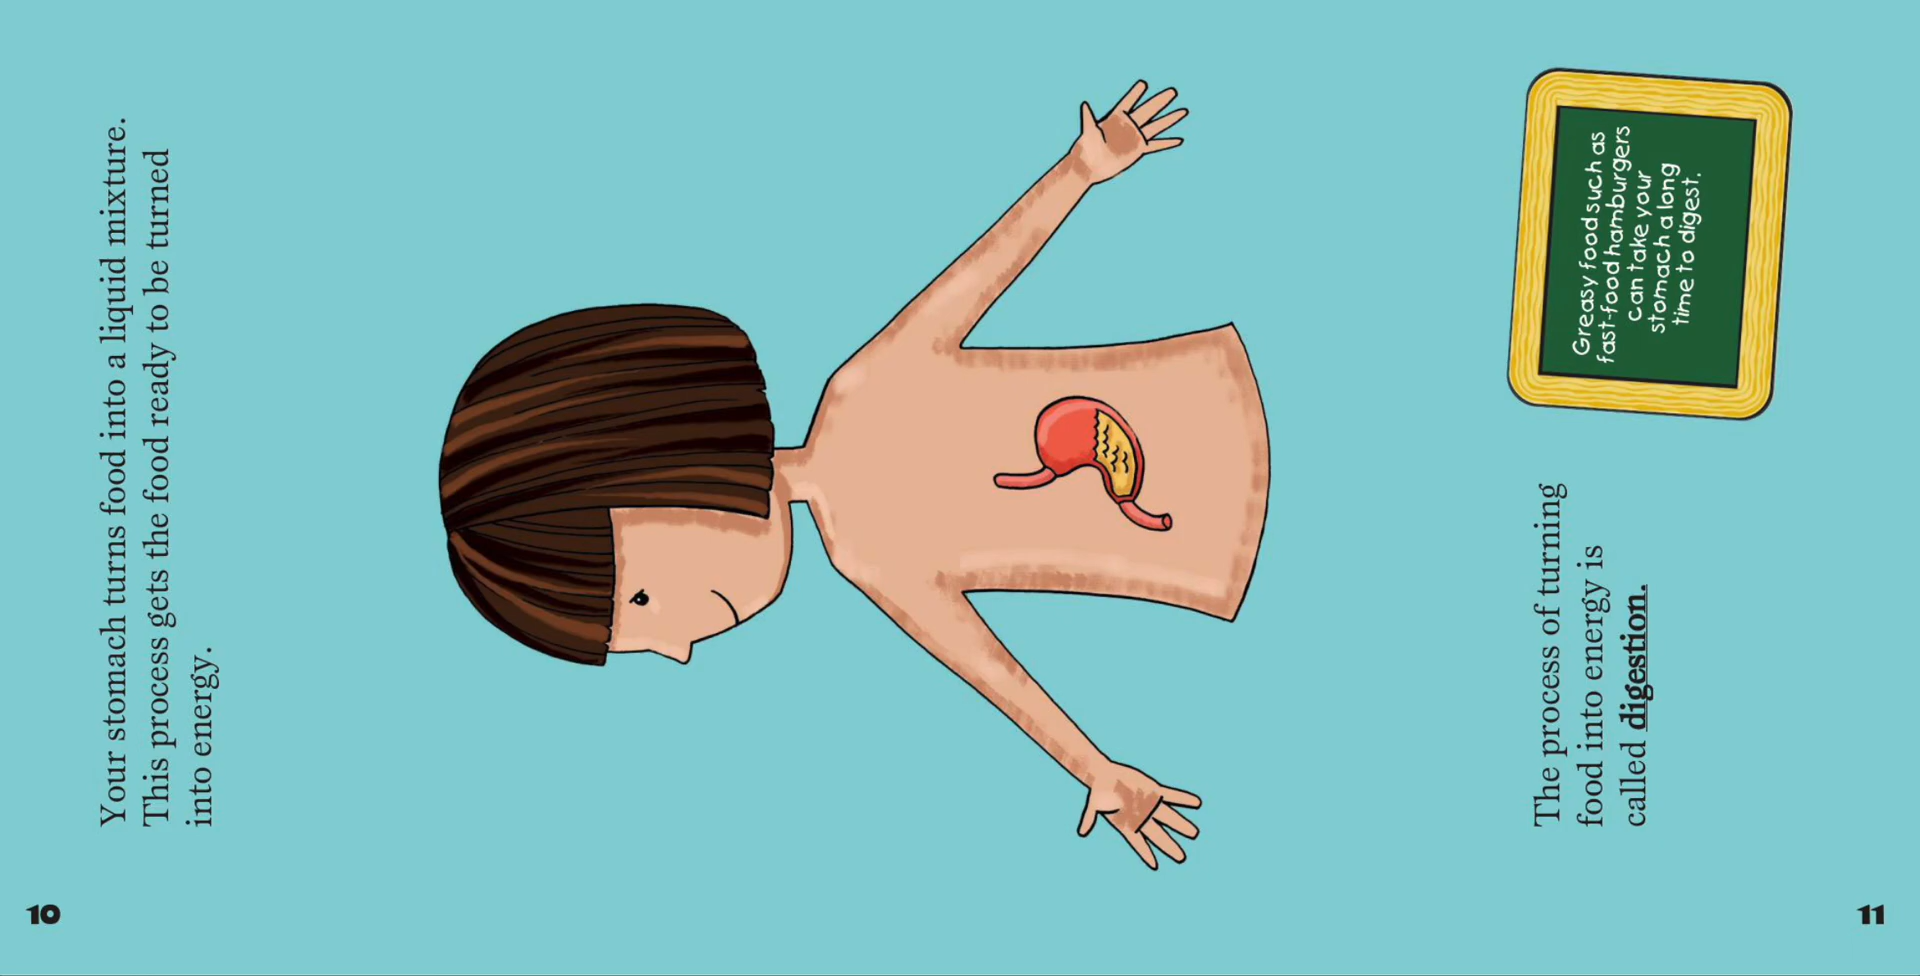 Your stomach turns food into a liquid mixture.
This process gets the food ready to be turned
into energy.
Greasy food such as
fast-food hamburgers
can take your
stomach a long
time to digest.
The process of turning
food into energy is
called digestion.
10
11